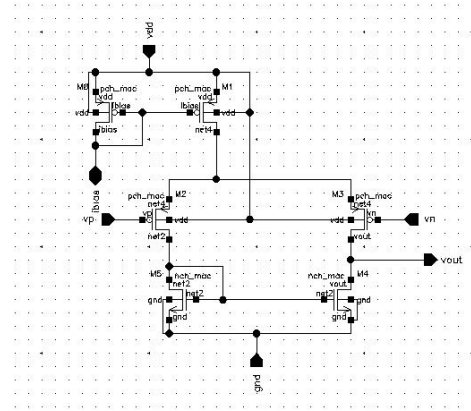 vdd
M0 pch_mac pch_mac M1
vdd vdd
ibias ibias
vdd vdd
ibias net4
ibias
pch_mac M2 M3 pch_mac
net4 net4
vp vp vdd vdd vn vn
net2 vout
vout
M5 nch_mac nch_mac M4
net2 vout
gnd net2 net2 gnd
gnd gnd
gnd